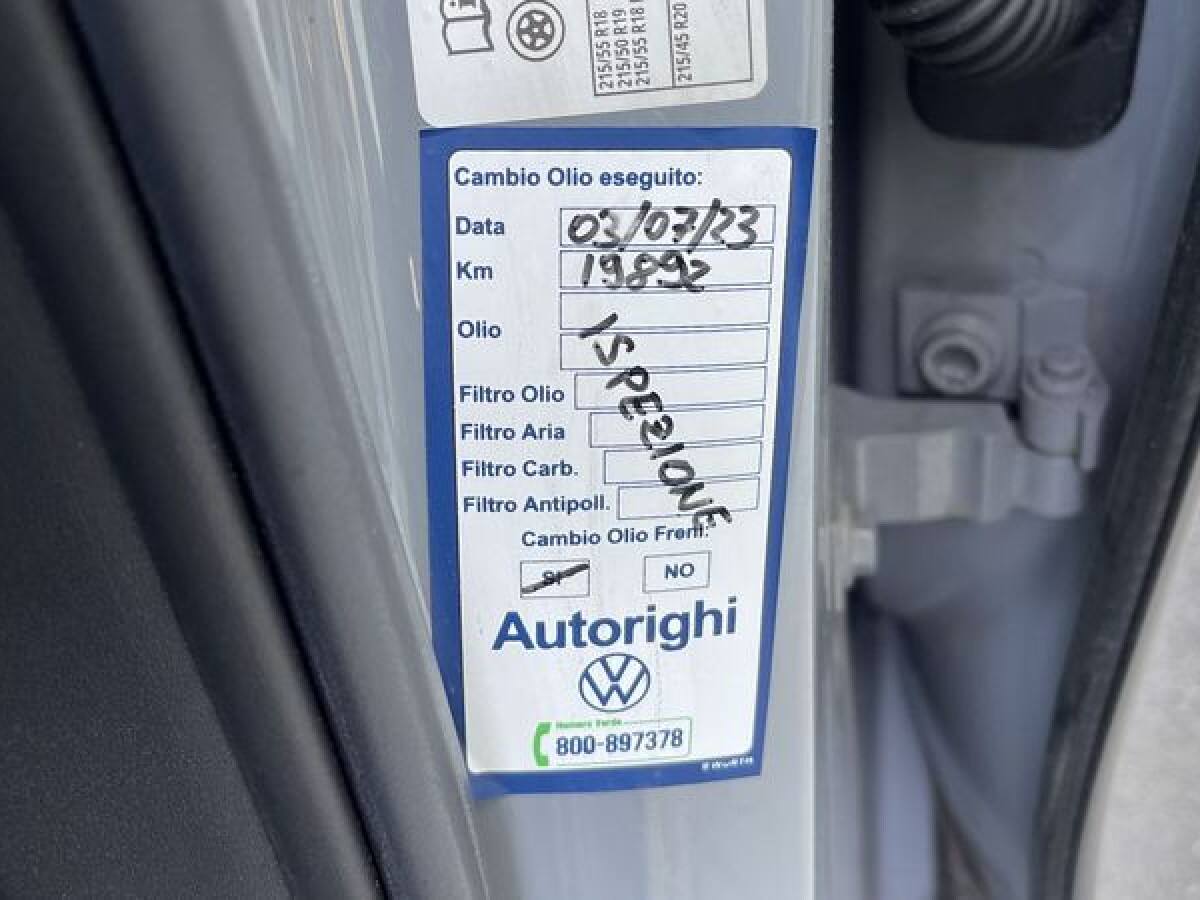 215/55 R18
215/50 R19
215/55 R18
215/45 R20
Cambio Olio eseguito:
Data 03/07/23
Km 19892
Olio
ISPEZIONE
Filtro Olio
Filtro Aria
Filtro Carb.
Filtro Antipoll.
Cambio Olio Freni:
SI NO
Autorighi
VW
Numero Verde
800-897378
WÜRTH